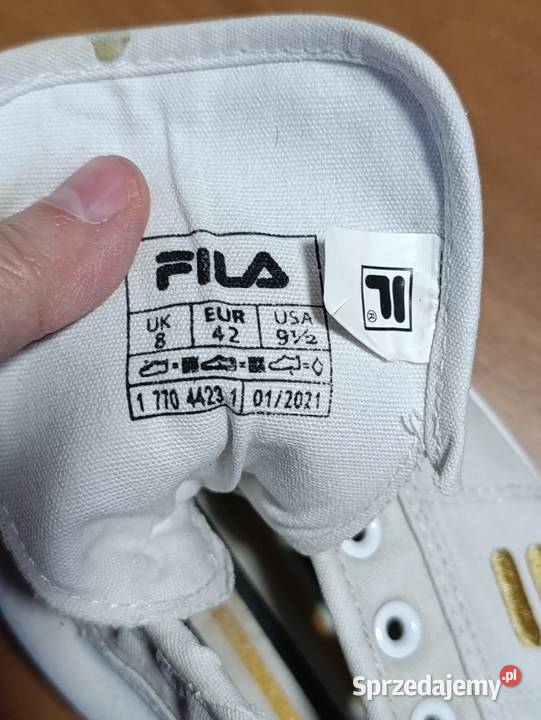 FILA
UK EUR USA
8 42 9½
1 770 4423 1 01/2021
F
®
Sprzedajemy.pl